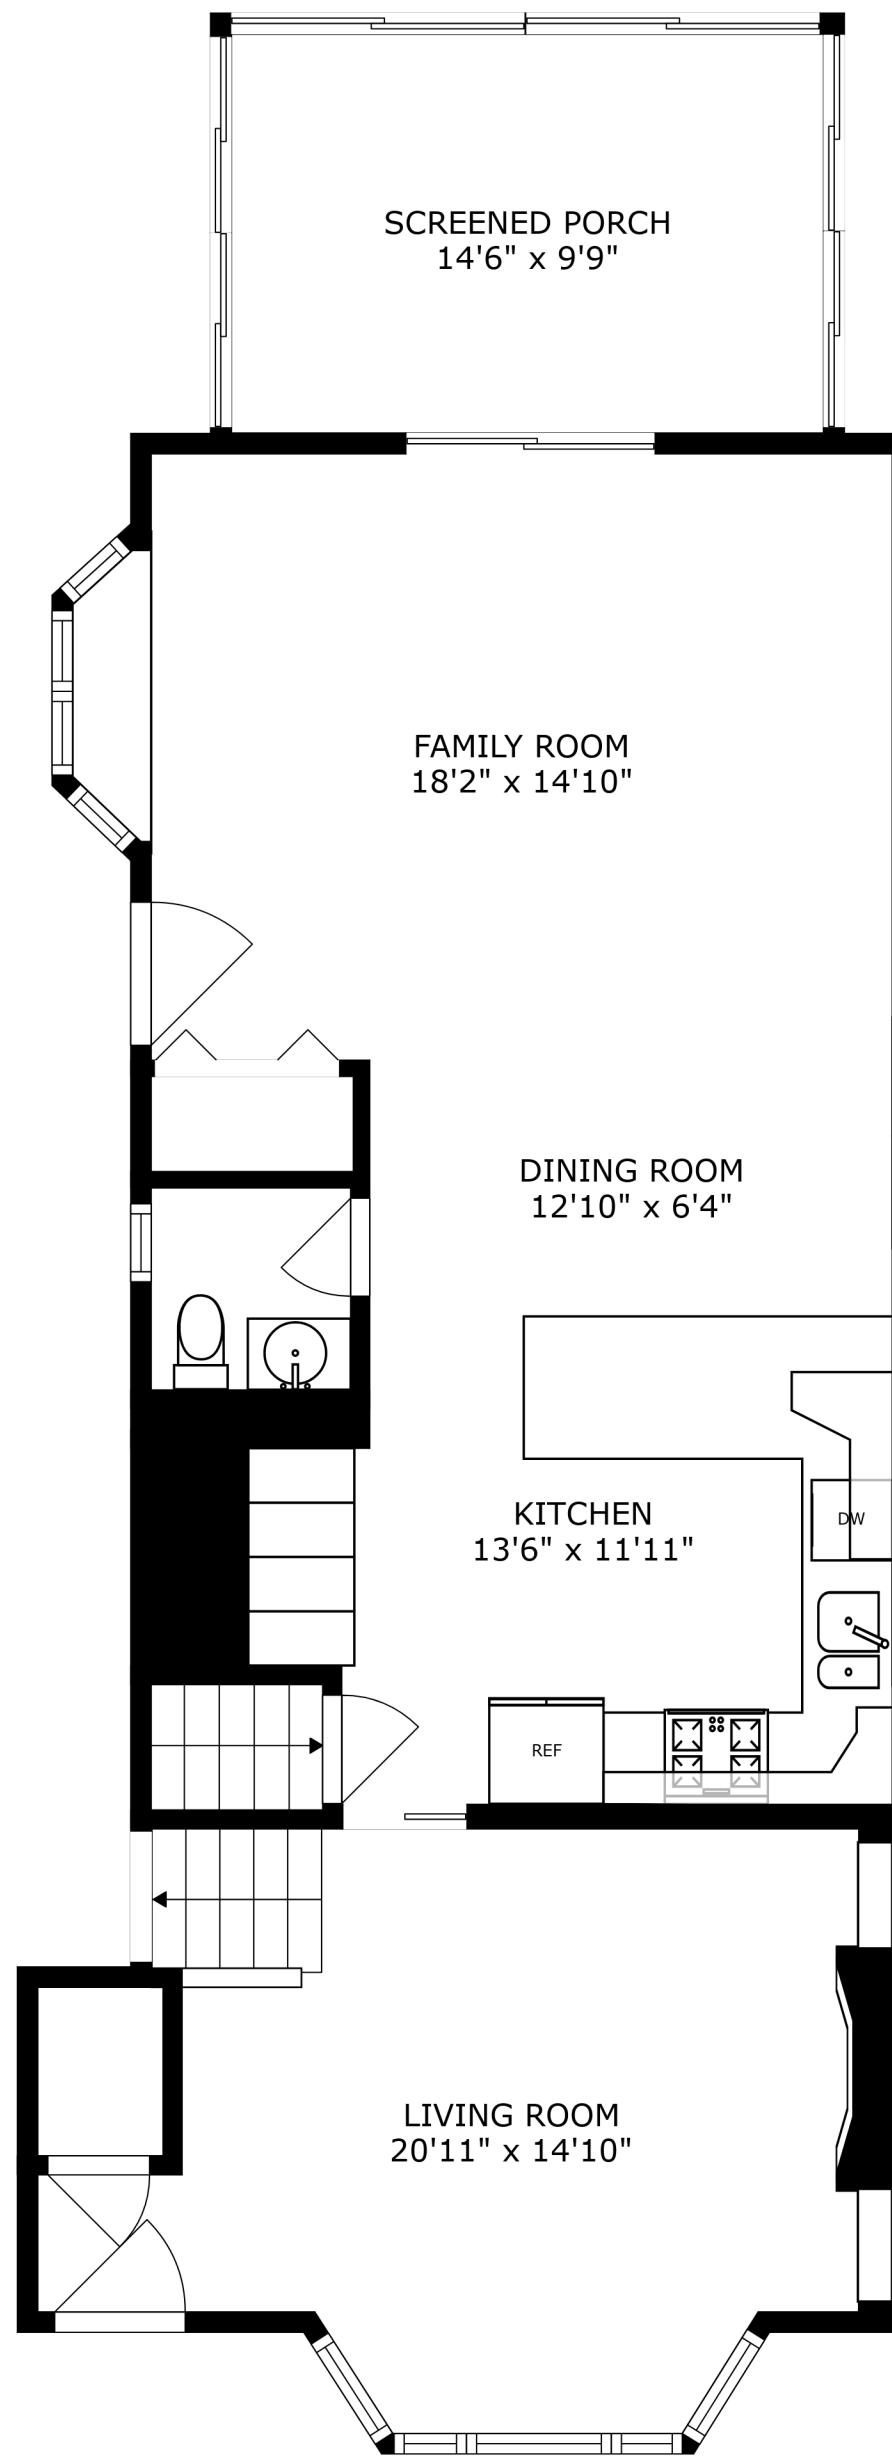 SCREENED PORCH
14'6" x 9'9"
FAMILY ROOM
18'2" x 14'10"
DINING ROOM
12'10" x 6'4"
KITCHEN
13'6" x 11'11"
DW
REF
LIVING ROOM
20'11" x 14'10"